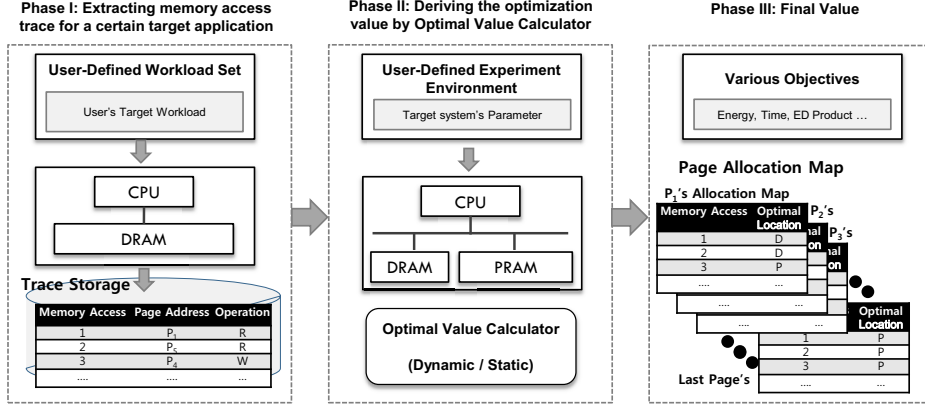 Phase I: Extracting memory access
trace for a certain target application
User-Defined Workload Set
User's Target Workload
CPU
DRAM
Trace Storage
Memory Access Page Address Operation
1 P1 R
2 P5 R
3 P4 W
.... .... ...
Phase II: Deriving the optimization
value by Optimal Value Calculator
User-Defined Experiment
Environment
Target system's Parameter
CPU
DRAM PRAM
Optimal Value Calculator
(Dynamic / Static)
Phase III: Final Value
Various Objectives
Energy, Time, ED Product ...
Page Allocation Map
P1's Allocation Map
Memory Access Optimal
Location
1 D
2 D
3 P
.... ...
P2's
nal
on
P3's
nal
on
.... ...
.... ...
Optimal
Location
1 P
2 P
3 P
.... ...
Last Page's